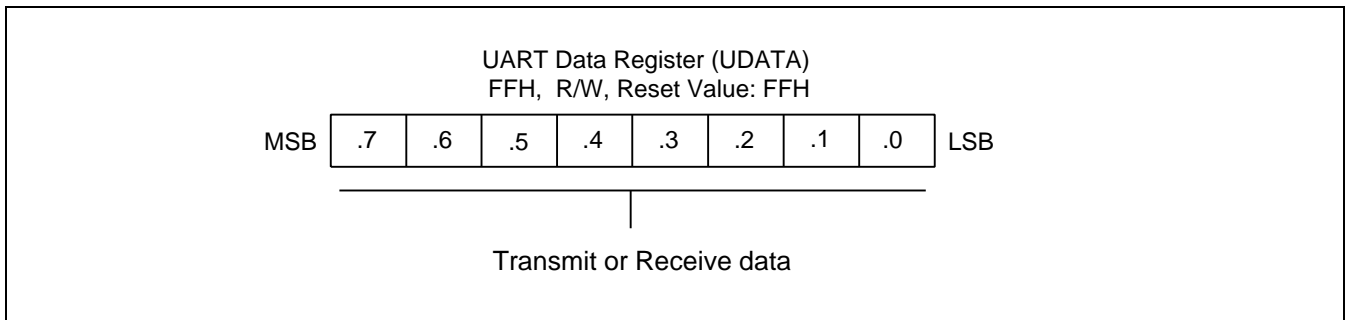 UART Data Register (UDATA)
FFH, R/W, Reset Value: FFH
MSB .7 .6 .5 .4 .3 .2 .1 .0 LSB
Transmit or Receive data